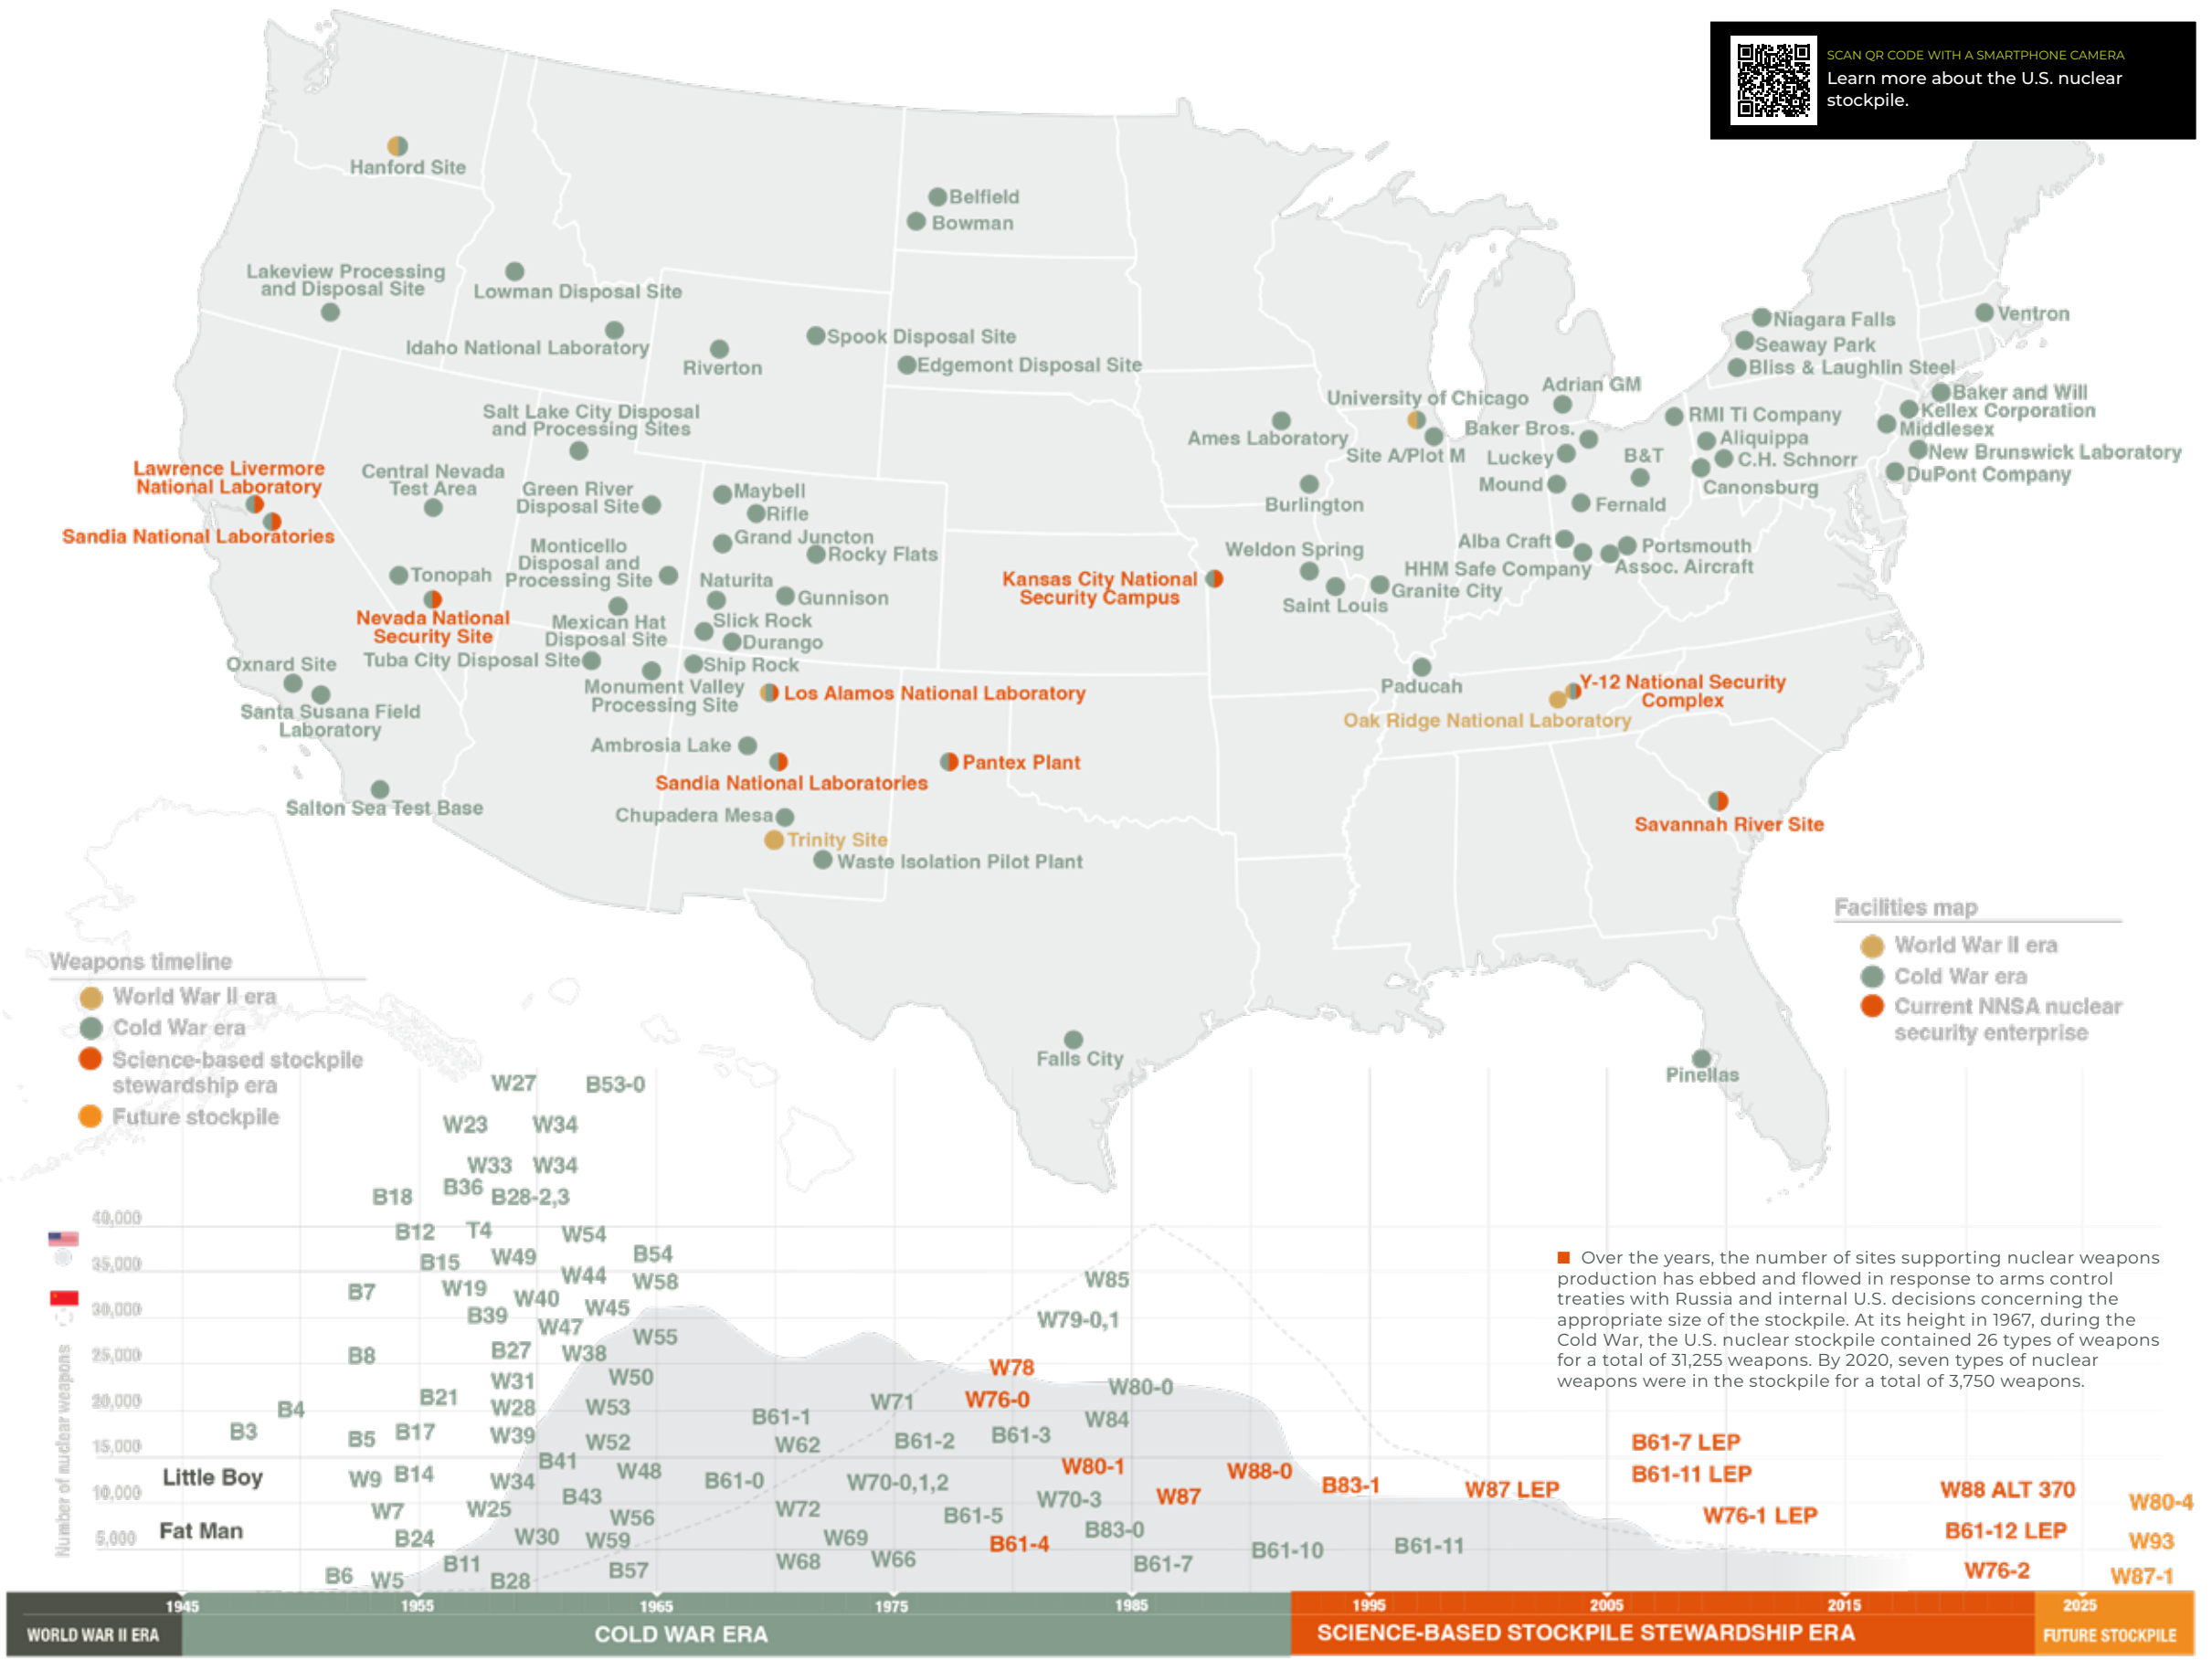 SCAN QR CODE WITH A SMARTPHONE CAMERA
Learn more about the U.S. nuclear
stockpile.
Hanford Site
Belfield
Bowman
Lakeview Processing
and Disposal Site
Lowman Disposal Site
Idaho National Laboratory
Riverton
Spook Disposal Site
Edgemont Disposal Site
Niagara Falls
Seaway Park
Bliss & Laughlin Steel
Ventron
Baker and Will
Kellex Corporation
Middlesex
New Brunswick Laboratory
DuPont Company
Adrian GM
University of Chicago
Ames Laboratory
Site A/Plot M
Baker Bros.
Luckey
Mound
B&T
Fernald
RMI Ti Company
Aliquippa
C.H. Schnorr
Canonsburg
Salt Lake City Disposal
and Processing Sites
Lawrence Livermore
National Laboratory
Sandia National Laboratories
Central Nevada
Test Area
Green River
Disposal Site
Maybell
Rifle
Grand Juncton
Rocky Flats
Burlington
Monticello
Disposal and
Processing Site
Tonopah
Naturita
Gunnison
Nevada National
Security Site
Mexican Hat
Disposal Site
Slick Rock
Durango
Tuba City Disposal Site
Ship Rock
Kansas City National
Security Campus
Weldon Spring
Saint Louis
Granite City
Alba Craft
HHM Safe Company
Portsmouth
Assoc. Aircraft
Oxnard Site
Santa Susana Field
Laboratory
Monument Valley
Processing Site
Los Alamos National Laboratory
Paducah
Y-12 National Security
Complex
Oak Ridge National Laboratory
Ambrosia Lake
Sandia National Laboratories
Pantex Plant
Salton Sea Test Base
Chupadera Mesa
Trinity Site
Waste Isolation Pilot Plant
Savannah River Site
Falls City
Pinellas
Facilities map
World War II era
Cold War era
Current NNSA nuclear
security enterprise
Weapons timeline
World War II era
Cold War era
Science-based stockpile
stewardship era
Future stockpile
W27
B53-0
W23
W34
W33
W34
B18
B36
B28-2,3
40,000
B12
T4
W54
35,000
B15
W49
B54
W44
W58
B7
W19
W40
30,000
B39
W45
W47
W55
Number of nuclear weapons
25,000
B8
B27
W38
W31
W50
20,000
B4
B21
W28
W53
B3
B5
B17
W39
W52
15,000
B41
Little Boy
W9
B14
W34
W48
10,000
B43
W7
W25
W56
Fat Man
5,000
B24
W30
W59
B11
B6
W5
B28
B57
W85
W79-0,1
W78
W80-0
W76-0
W71
B61-1
W84
W62
B61-2
B61-3
W80-1
B61-0
W70-0,1,2
W70-3
W87
W88-0
B83-1
W72
B61-5
B83-0
W69
B61-4
W68
W66
B61-7
B61-10
B61-11
■ Over the years, the number of sites supporting nuclear weapons
production has ebbed and flowed in response to arms control
treaties with Russia and internal U.S. decisions concerning the
appropriate size of the stockpile. At its height in 1967, during the
Cold War, the U.S. nuclear stockpile contained 26 types of weapons
for a total of 31,255 weapons. By 2020, seven types of nuclear
weapons were in the stockpile for a total of 3,750 weapons.
B61-7 LEP
B61-11 LEP
W87 LEP
W76-1 LEP
W88 ALT 370
W80-4
B61-12 LEP
W93
W76-2
W87-1
1945
1955
1965
1975
1985
1995
2005
2015
2025
WORLD WAR II ERA
COLD WAR ERA
SCIENCE-BASED STOCKPILE STEWARDSHIP ERA
FUTURE STOCKPILE